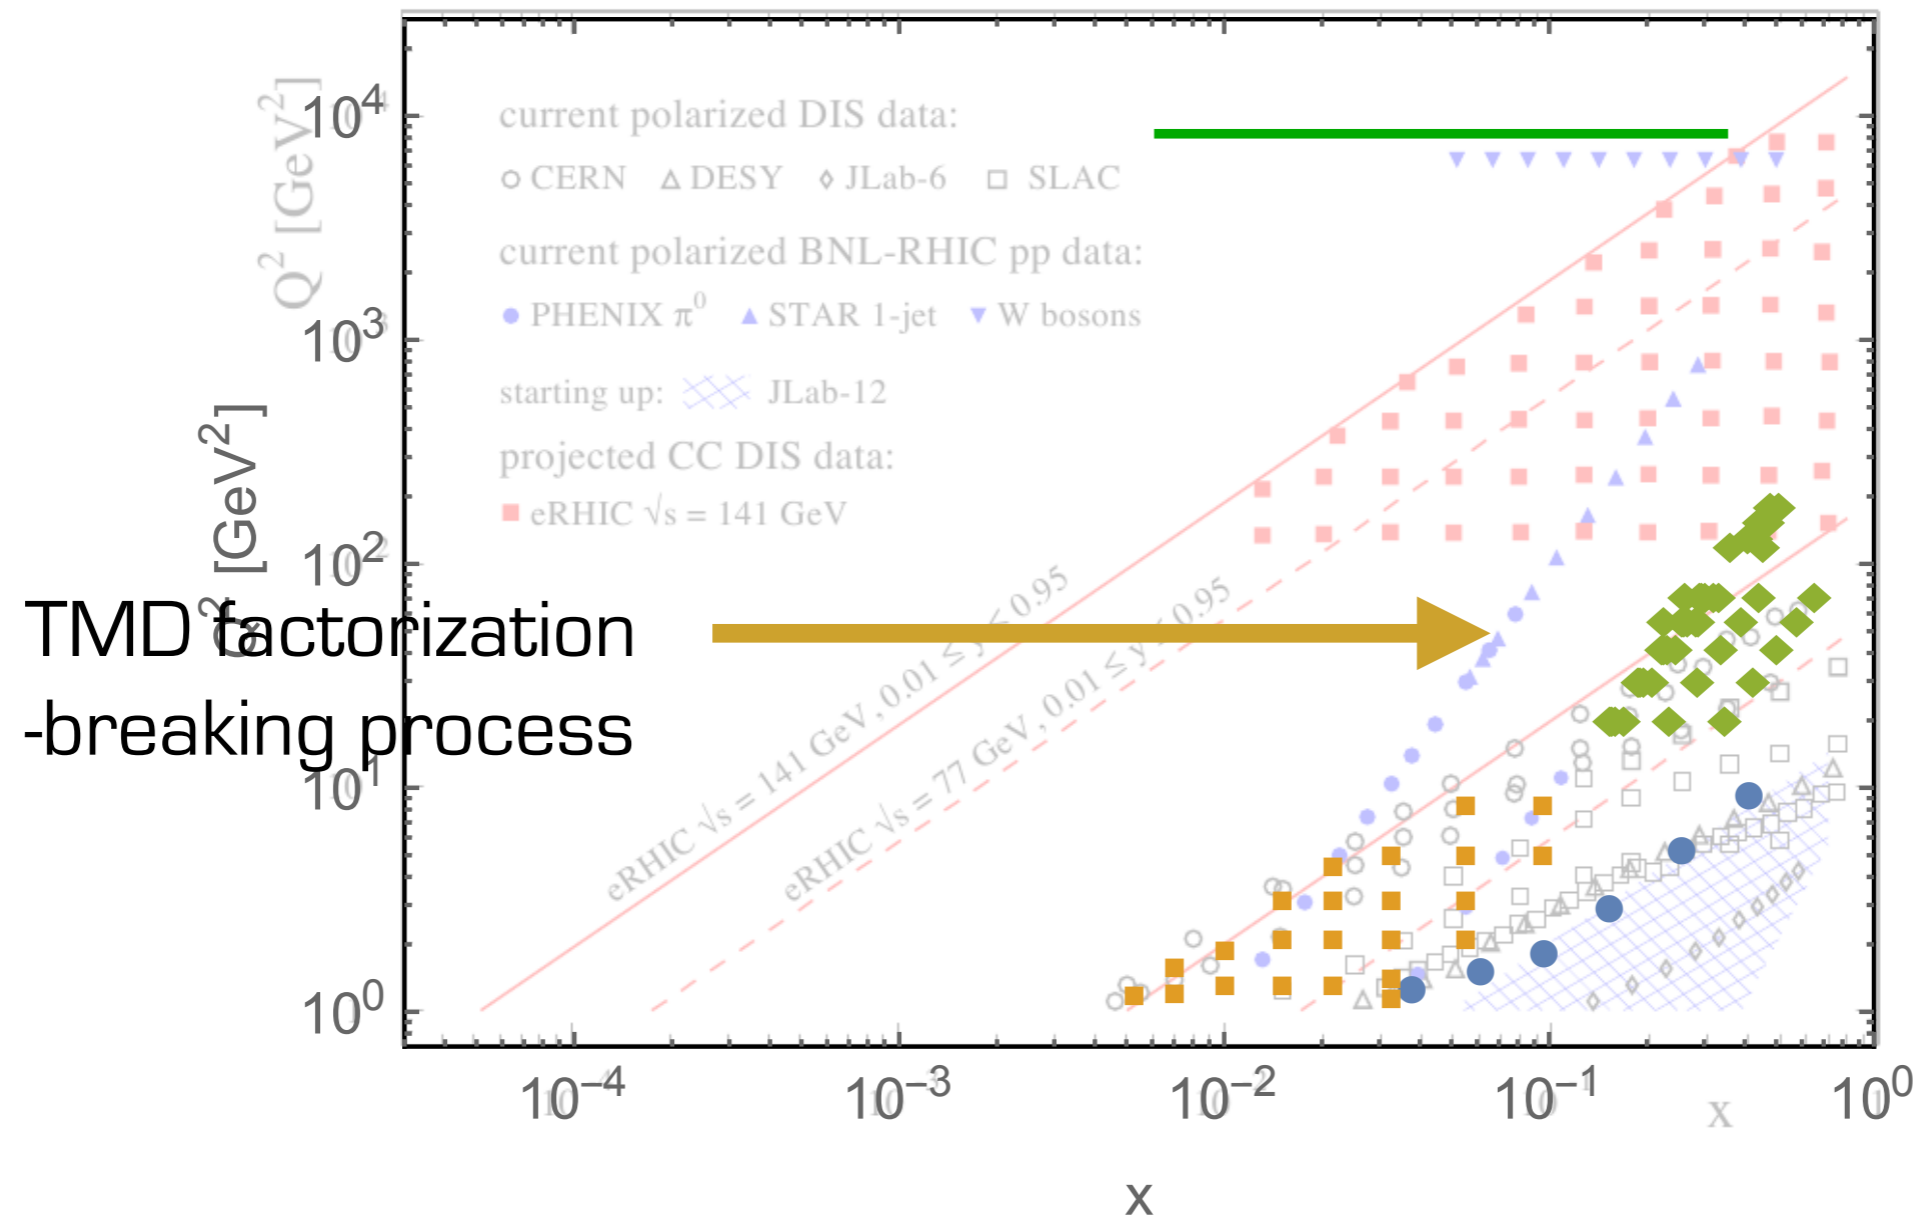 Q² [GeV²]
Q² [GeV²]
10⁴
10³
10²
10¹
10⁰
current polarized DIS data:
CERN DESY JLab-6 SLAC
current polarized BNL-RHIC pp data:
PHENIX π⁰ STAR 1-jet W bosons
starting up: JLab-12
projected CC DIS data:
eRHIC √s = 141 GeV
TMD factorization
-breaking process
eRHIC √s = 141 GeV, 0.01 ≤ y ≤ 0.95
eRHIC √s = 77 GeV, 0.01 ≤ y ≤ 0.95
10⁻⁴ 10⁻³ 10⁻² 10⁻¹ 10⁰
x
x